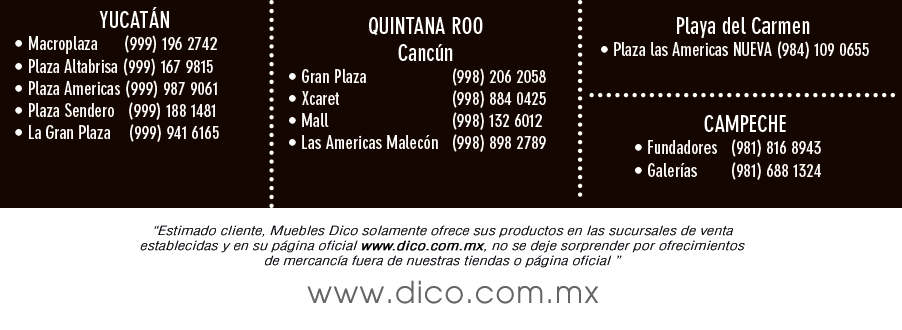 YUCATÁN
• Macroplaza (999) 196 2742
• Plaza Altabrisa (999) 167 9815
• Plaza Americas (999) 987 9061
• Plaza Sendero (999) 188 1481
• La Gran Plaza (999) 941 6165
QUINTANA ROO
Cancún
• Gran Plaza (998) 206 2058
• Xcaret (998) 884 0425
• Mall (998) 132 6012
• Las Americas Malecón (998) 898 2789
Playa del Carmen
• Plaza las Americas NUEVA (984) 109 0655
CAMPECHE
• Fundadores (981) 816 8943
• Galerías (981) 688 1324
“Estimado cliente, Muebles Dico solamente ofrece sus productos en las sucursales de venta
establecidas y en su página oficial www.dico.com.mx, no se deje sorprender por ofrecimientos
de mercancía fuera de nuestras tiendas o página oficial ”
www.dico.com.mx